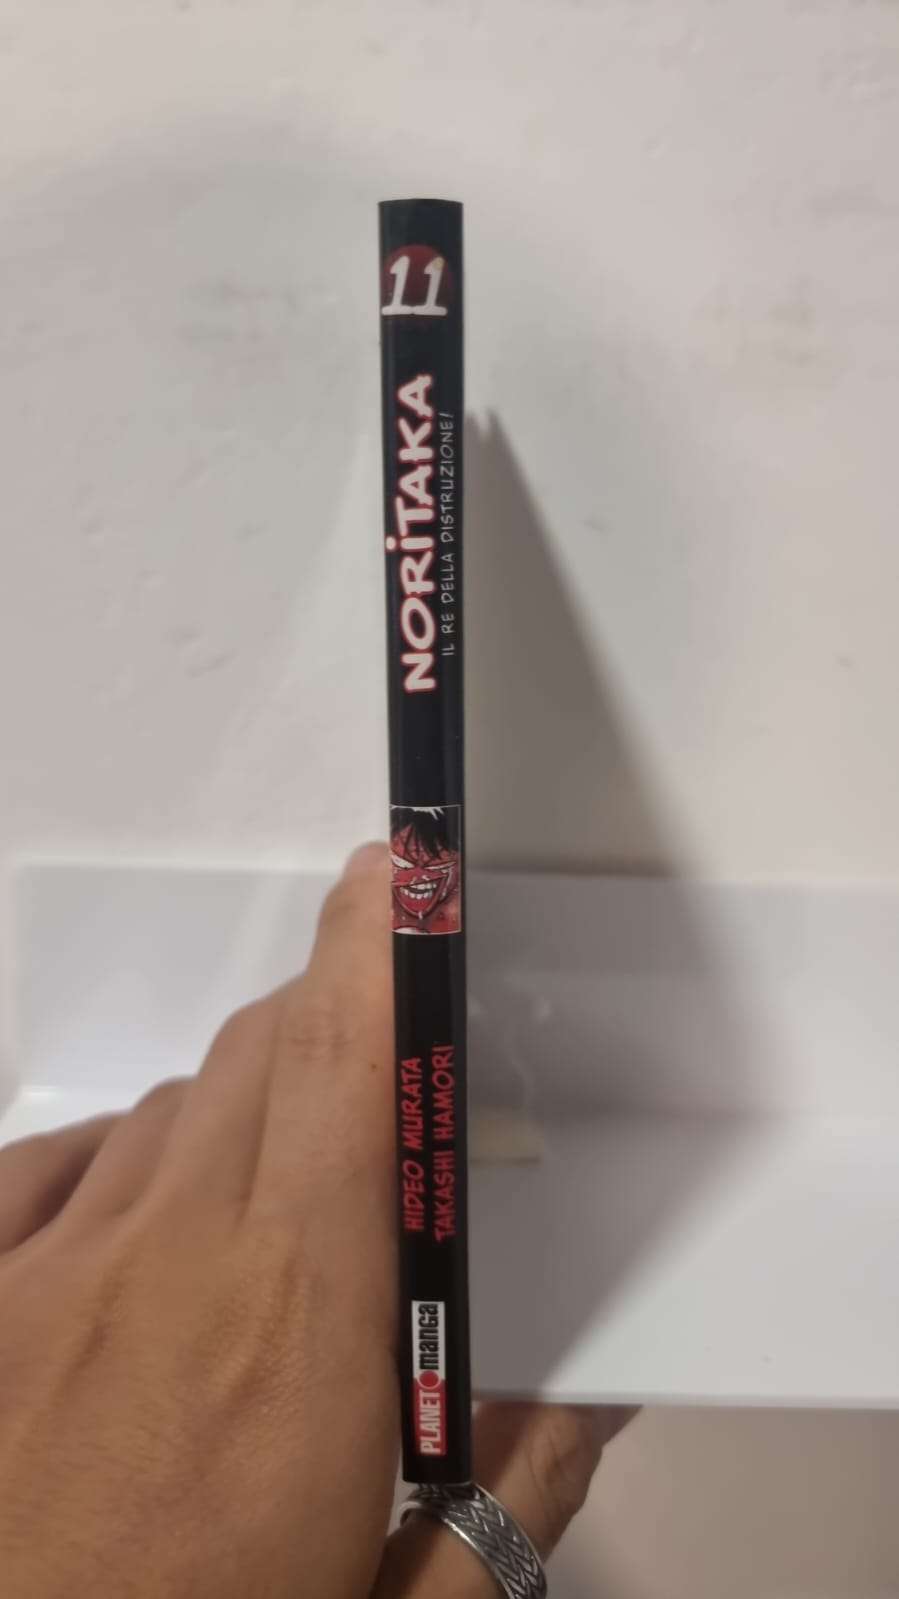 11
NORiTAKA
IL RE DELLA DISTRUZIONE!
HIDEO MURATA
TAKASHI HAMORI
PLANET manGa